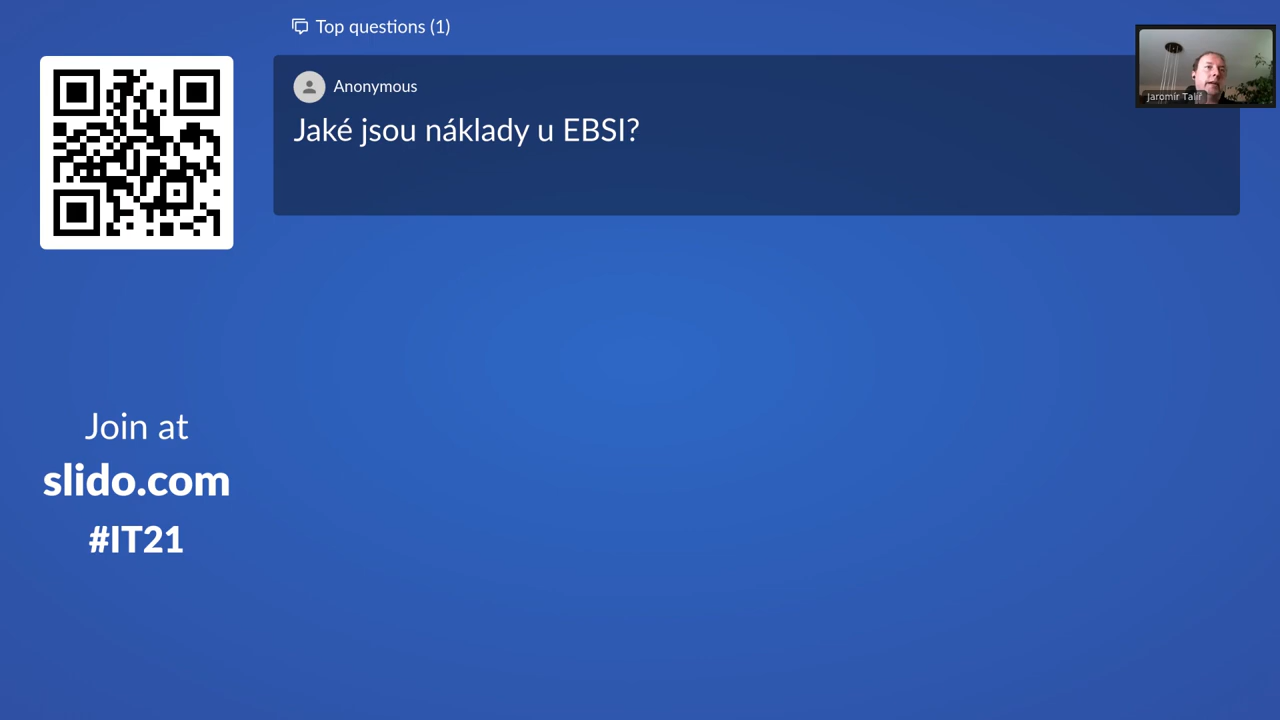 Top questions (1)
Anonymous
Jaké jsou náklady u EBSI?
Jaromír Talíř
Join at
slido.com
#IT21